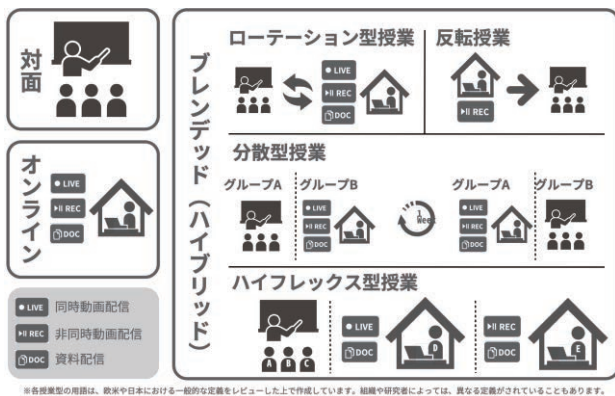 対面
オンライン
LIVE
REC
DOC
LIVE 同時動画配信
REC 非同時動画配信
DOC 資料配信
ブレンデッド（ハイブリッド）
ローテーション型授業
LIVE
REC
DOC
反転授業
REC
分散型授業
グループA グループB
LIVE
REC
DOC
1 Week
グループA グループB
LIVE
REC
DOC
ハイフレックス型授業
A B C
LIVE
DOC
D
REC
DOC
E
※各授業型の用語は、欧米や日本における一般的な定義をレビューした上で作成しています。組織や研究者によっては、異なる定義がされていることもあります。